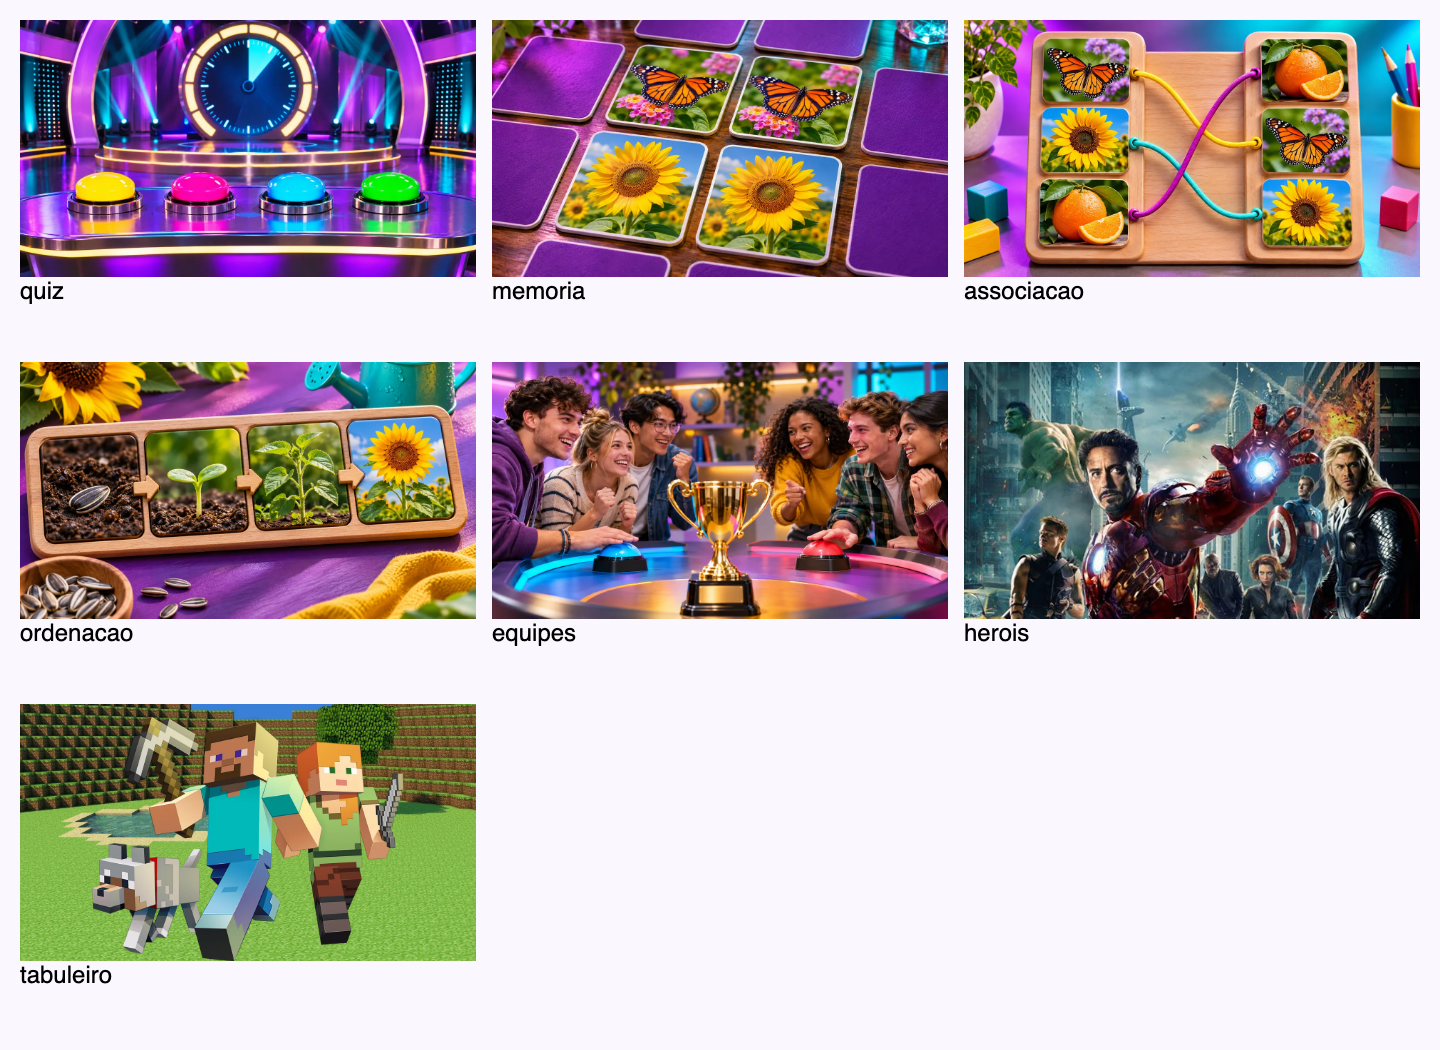 quiz
memoria
associacao
ordenacao
equipes
herois
tabuleiro